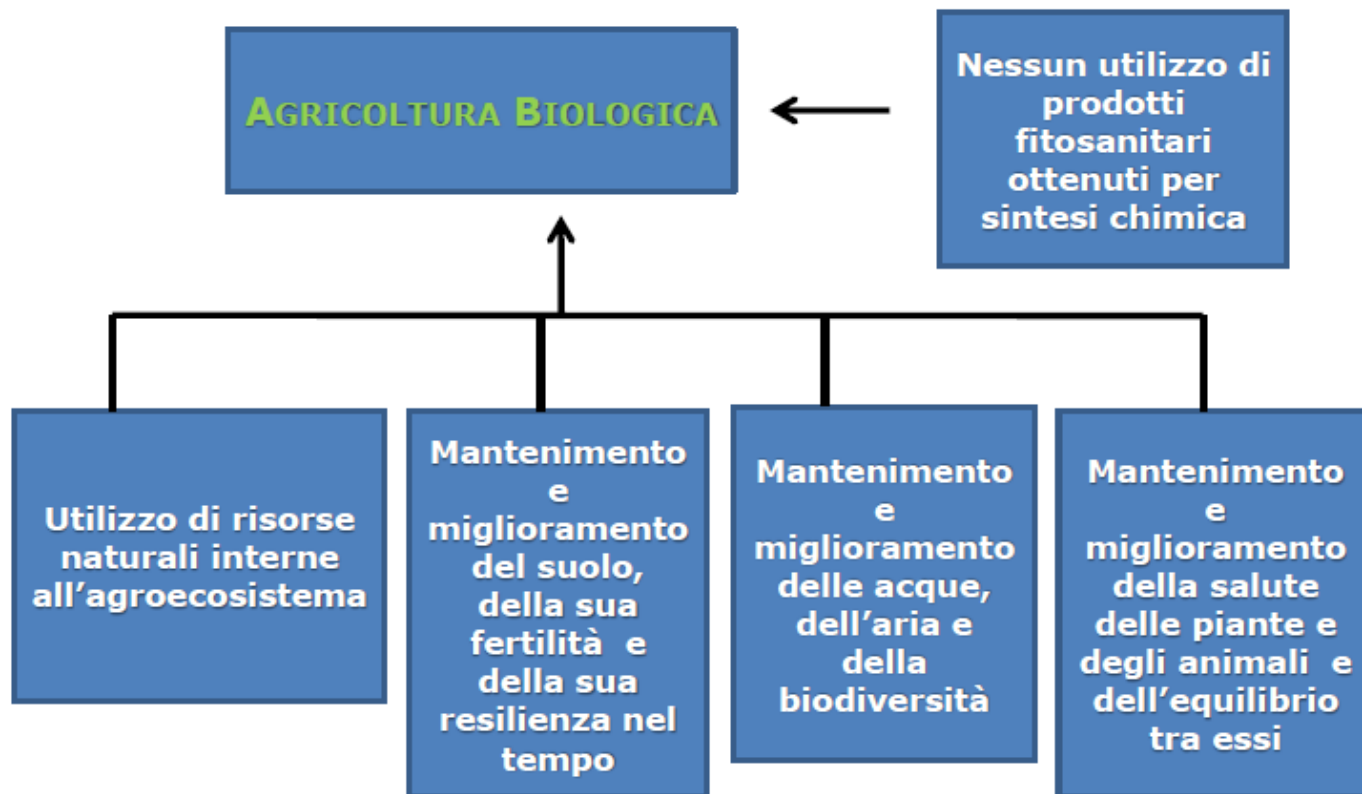 AGRICOLTURA BIOLOGICA
Nessun utilizzo di
prodotti
fitosanitari
ottenuti per
sintesi chimica
Utilizzo di risorse
naturali interne
all’agroecosistema
Mantenimento
e
miglioramento
del suolo,
della sua
fertilità e
della sua
resilienza nel
tempo
Mantenimento
e
miglioramento
delle acque,
dell’aria e
della
biodiversità
Mantenimento
e
miglioramento
della salute
delle piante e
degli animali e
dell’equilibrio
tra essi